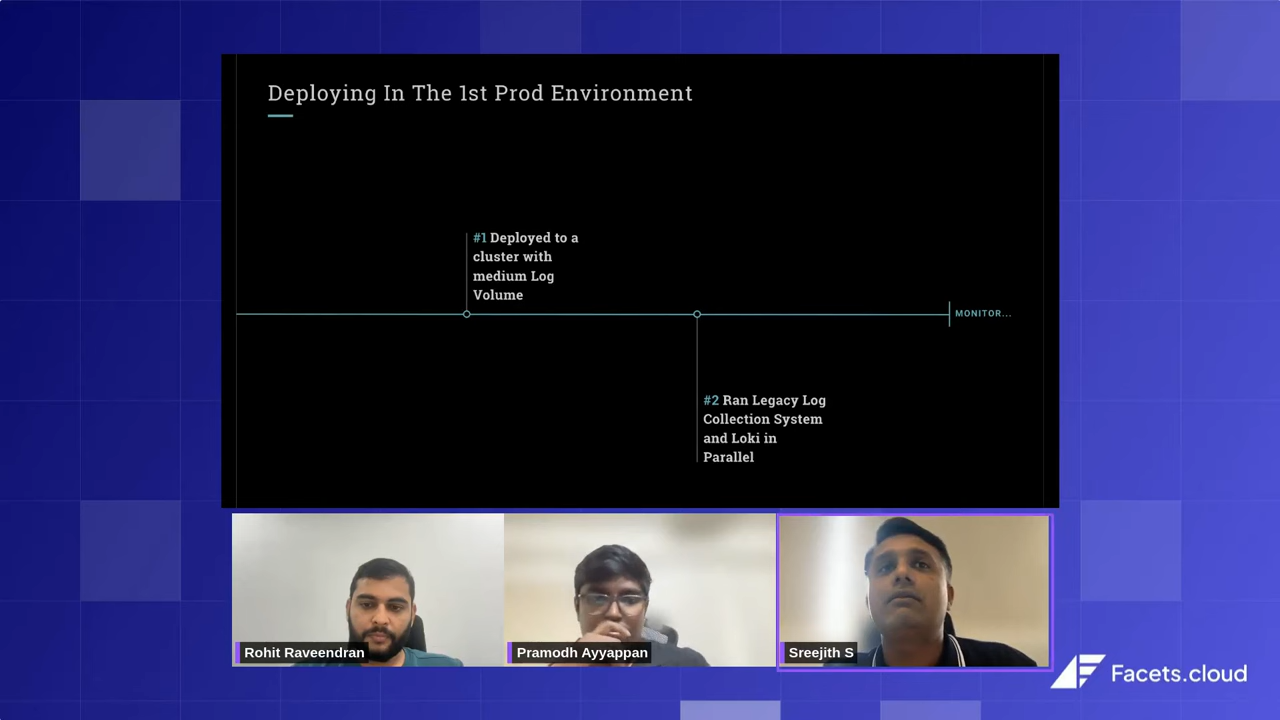 Deploying In The 1st Prod Environment
#1 Deployed to a
cluster with
medium Log
Volume
MONITOR...
#2 Ran Legacy Log
Collection System
and Loki in
Parallel
Rohit Raveendran
Pramodh Ayyappan
Sreejith S
Facets.cloud